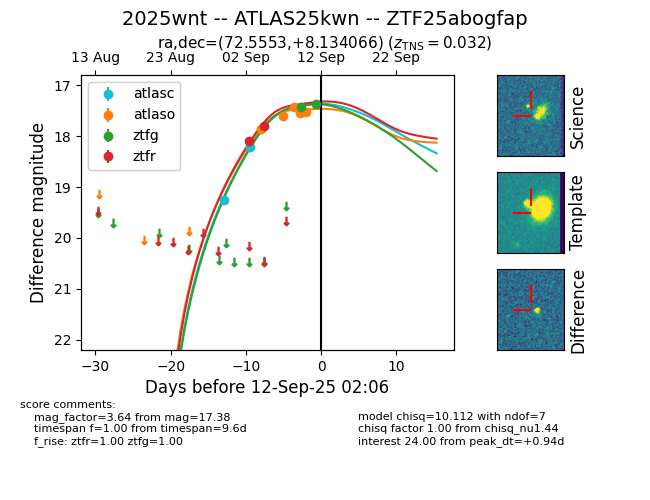 2025wnt -- ATLAS25kwn -- ZTF25abogfap
ra,dec=(72.5553,+8.134066) (z_TNS = 0.032)
13 Aug 23 Aug 02 Sep 12 Sep 22 Sep
17
18
19
20
21
22
Difference magnitude
atlasc
atlaso
ztfg
ztfr
−30 −20 −10 0 10
Days before 12-Sep-25 02:06
Science
Template
Difference
score comments:
mag_factor=3.64 from mag=17.38
timespan f=1.00 from timespan=9.6d
f_rise: ztfr=1.00 ztfg=1.00
model chisq=10.112 with ndof=7
chisq factor 1.00 from chisq_nu1.44
interest 24.00 from peak_dt=+0.94d